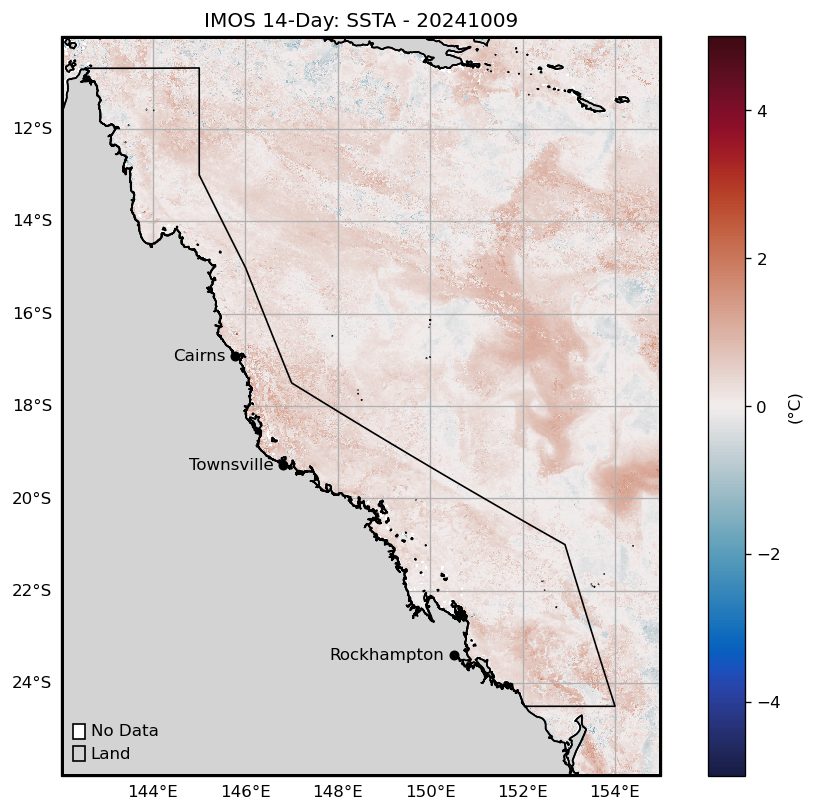 IMOS 14-Day: SSTA - 20241009
12°S
14°S
16°S
18°S
20°S
22°S
24°S
Cairns
Townsville
Rockhampton
No Data
Land
144°E 146°E 148°E 150°E 152°E 154°E
4
2
0
−2
−4
(°C)